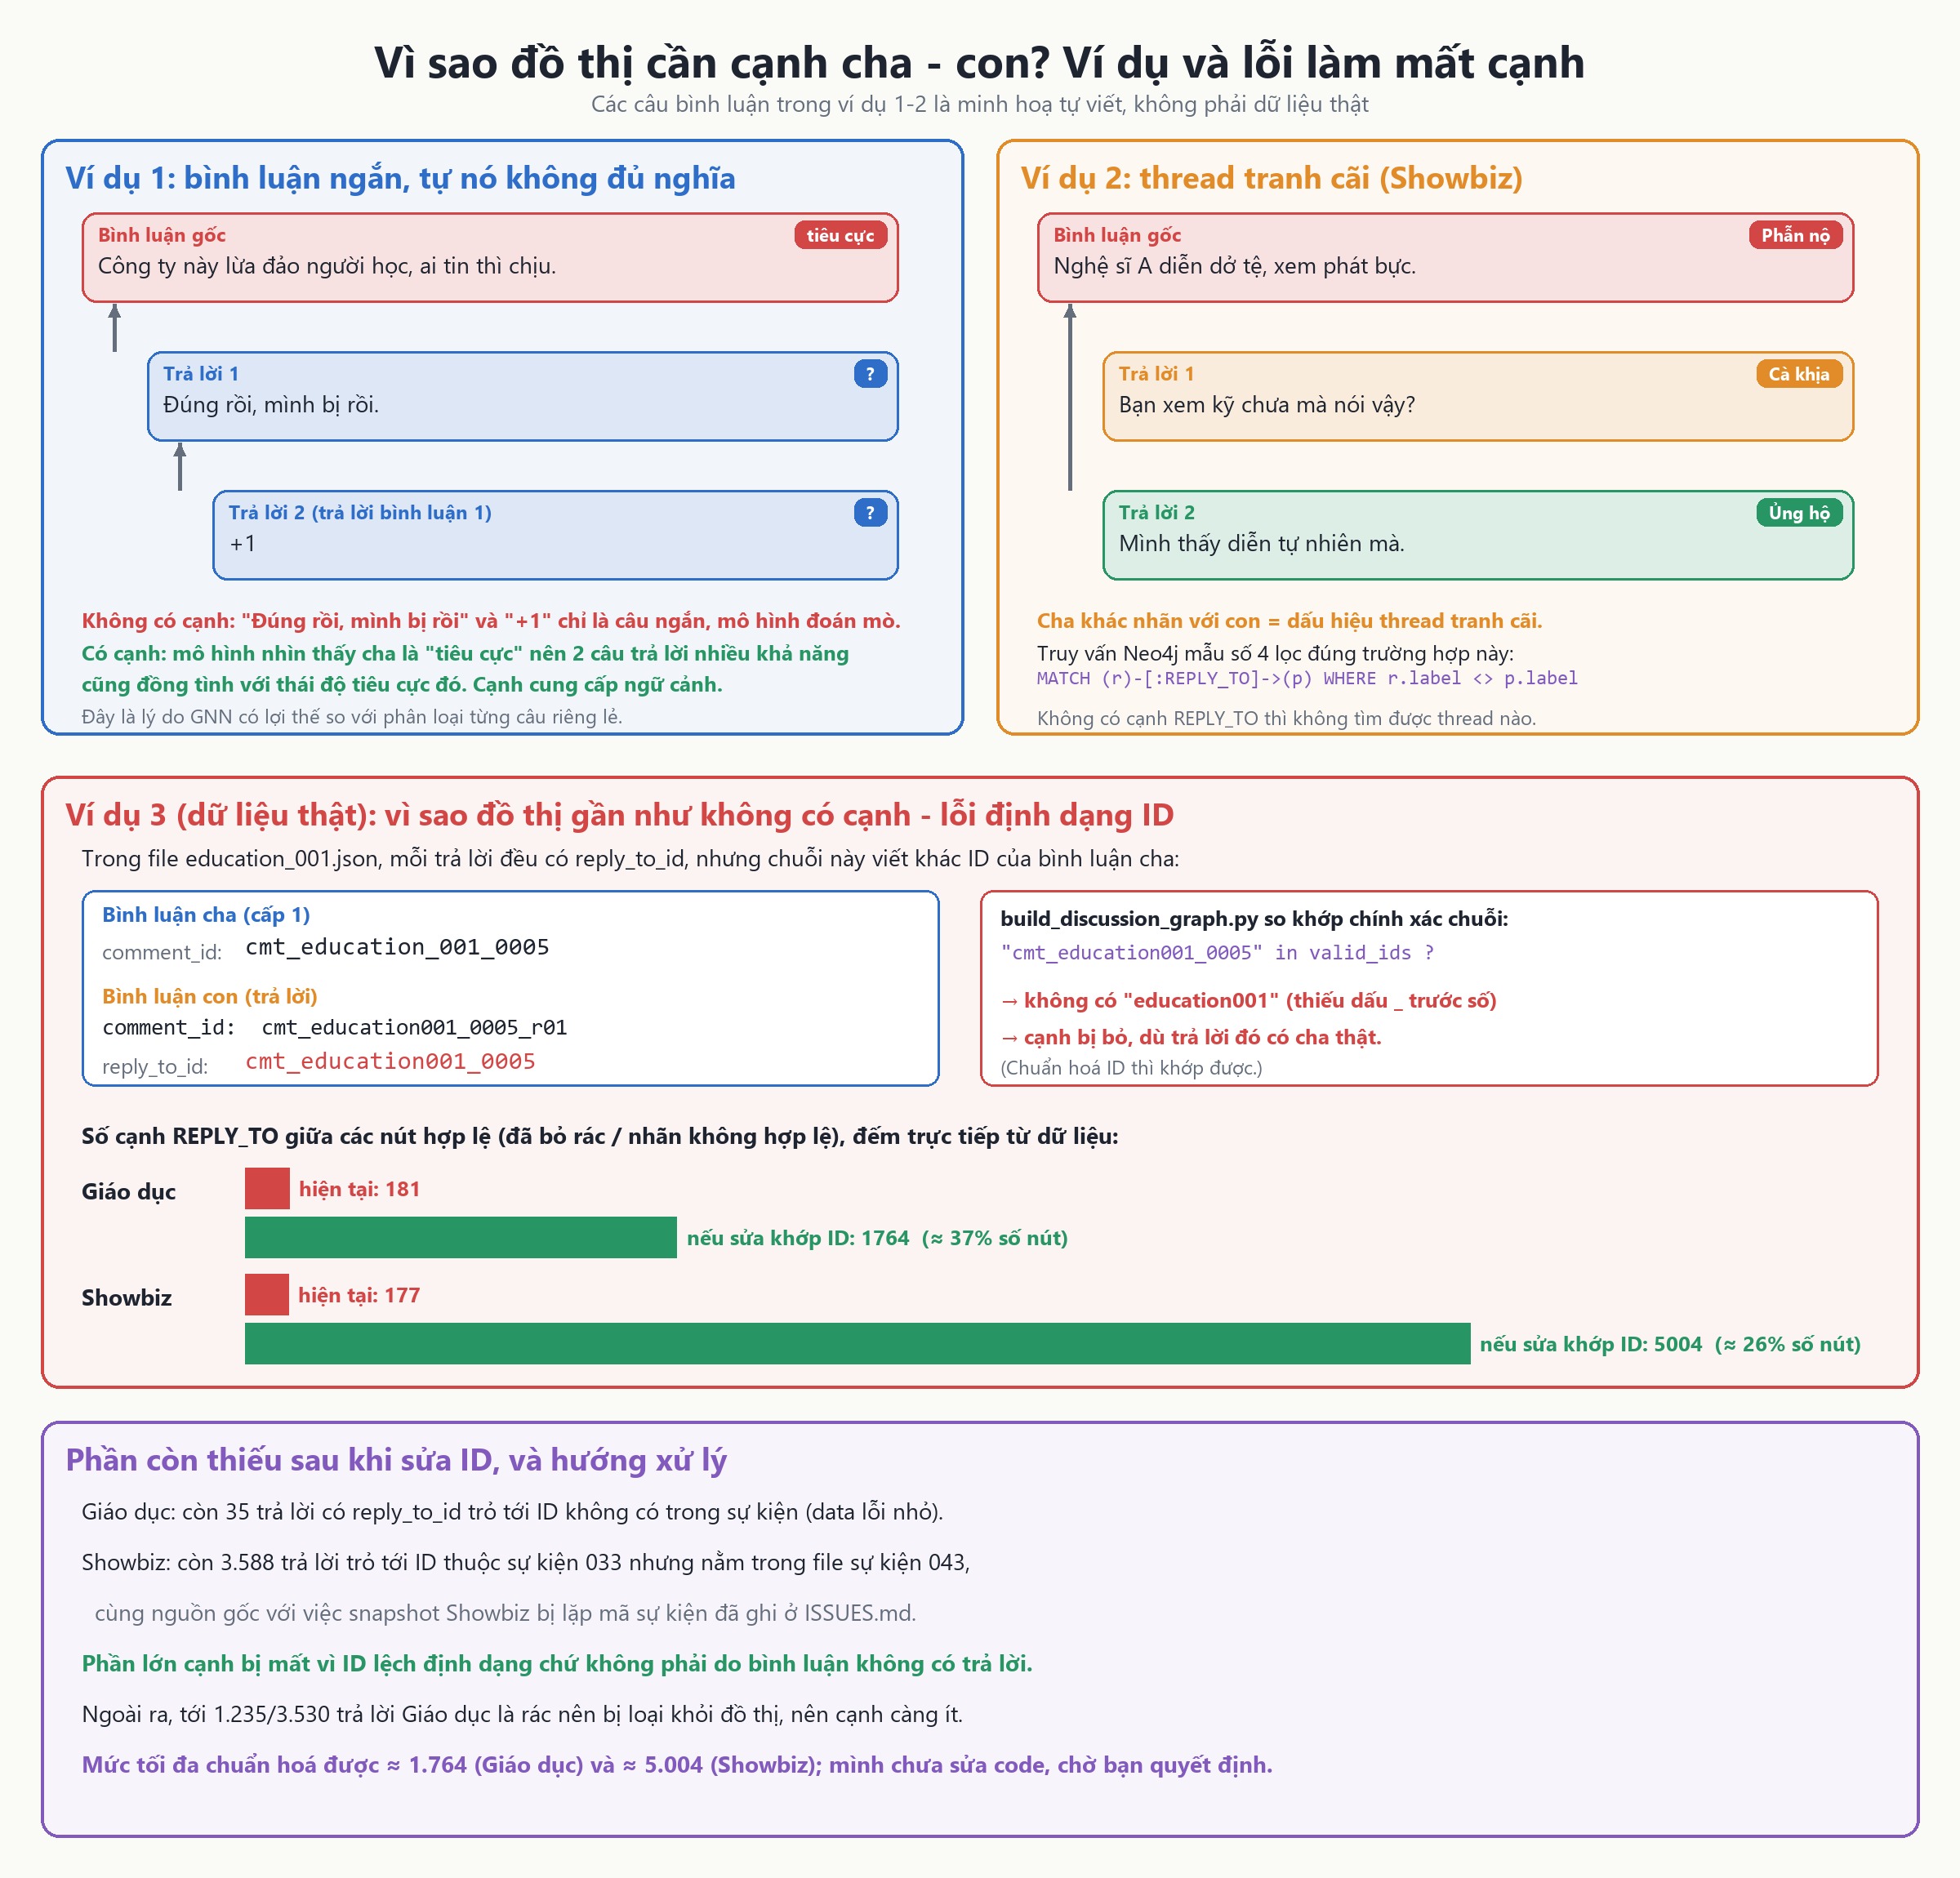 Vì sao đồ thị cần cạnh cha - con? Ví dụ và lỗi làm mất cạnh
Các câu bình luận trong ví dụ 1-2 là minh hoạ tự viết, không phải dữ liệu thật
Ví dụ 1: bình luận ngắn, tự nó không đủ nghĩa
Bình luận gốc
tiêu cực
Công ty này lừa đảo người học, ai tin thì chịu.
Trả lời 1
?
Đúng rồi, mình bị rồi.
Trả lời 2 (trả lời bình luận 1)
?
+1
Không có cạnh: "Đúng rồi, mình bị rồi" và "+1" chỉ là câu ngắn, mô hình đoán mò.
Có cạnh: mô hình nhìn thấy cha là "tiêu cực" nên 2 câu trả lời nhiều khả năng
cũng đồng tình với thái độ tiêu cực đó. Cạnh cung cấp ngữ cảnh.
Đây là lý do GNN có lợi thế so với phân loại từng câu riêng lẻ.
Ví dụ 2: thread tranh cãi (Showbiz)
Bình luận gốc
Phẫn nộ
Nghệ sĩ A diễn dở tệ, xem phát bực.
Trả lời 1
Cà khịa
Bạn xem kỹ chưa mà nói vậy?
Trả lời 2
Ủng hộ
Mình thấy diễn tự nhiên mà.
Cha khác nhãn với con = dấu hiệu thread tranh cãi.
Truy vấn Neo4j mẫu số 4 lọc đúng trường hợp này:
MATCH (r)-[:REPLY_TO]->(p) WHERE r.label <> p.label
Không có cạnh REPLY_TO thì không tìm được thread nào.
Ví dụ 3 (dữ liệu thật): vì sao đồ thị gần như không có cạnh - lỗi định dạng ID
Trong file education_001.json, mỗi trả lời đều có reply_to_id, nhưng chuỗi này viết khác ID của bình luận cha:
Bình luận cha (cấp 1)
comment_id: cmt_education_001_0005
Bình luận con (trả lời)
comment_id: cmt_education001_0005_r01
reply_to_id: cmt_education001_0005
build_discussion_graph.py so khớp chính xác chuỗi:
"cmt_education001_0005" in valid_ids ?
→ không có "education001" (thiếu dấu _ trước số)
→ cạnh bị bỏ, dù trả lời đó có cha thật.
(Chuẩn hoá ID thì khớp được.)
Số cạnh REPLY_TO giữa các nút hợp lệ (đã bỏ rác / nhãn không hợp lệ), đếm trực tiếp từ dữ liệu:
Giáo dục
hiện tại: 181
nếu sửa khớp ID: 1764 (≈ 37% số nút)
Showbiz
hiện tại: 177
nếu sửa khớp ID: 5004 (≈ 26% số nút)
Phần còn thiếu sau khi sửa ID, và hướng xử lý
Giáo dục: còn 35 trả lời có reply_to_id trỏ tới ID không có trong sự kiện (data lỗi nhỏ).
Showbiz: còn 3.588 trả lời trỏ tới ID thuộc sự kiện 033 nhưng nằm trong file sự kiện 043,
cùng nguồn gốc với việc snapshot Showbiz bị lặp mã sự kiện đã ghi ở ISSUES.md.
Phần lớn cạnh bị mất vì ID lệch định dạng chứ không phải do bình luận không có trả lời.
Ngoài ra, tới 1.235/3.530 trả lời Giáo dục là rác nên bị loại khỏi đồ thị, nên cạnh càng ít.
Mức tối đa chuẩn hoá được ≈ 1.764 (Giáo dục) và ≈ 5.004 (Showbiz); mình chưa sửa code, chờ bạn quyết định.